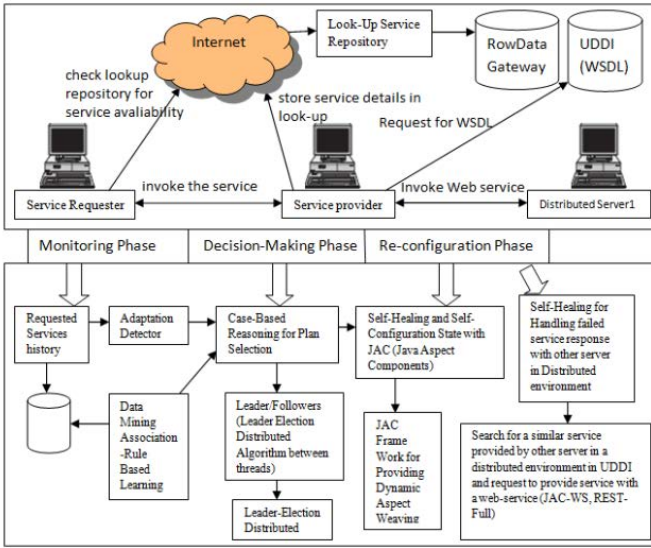 Internet
Look-Up Service
Repository
RowData
Gateway
UDDI
(WSDL)
check lookup
repository for
service avaliability
store service details in
look-up
Request for WSDL
invoke the service
Invoke Web service
Service Requester
Service provider
Distributed Server1
Monitoring Phase
Decision-Making Phase
Re-configuration Phase
Requested
Services
history
Adaptation
Detector
Case-Based
Reasoning for Plan
Selection
Self-Healing and Self-
Configuration State with
JAC (Java Aspect
Components)
Self-Healing for
Handling failed
service response
with other server
in Distributed
environment
Data
Mining
Association
-Rule
Based
Learning
Leader/Followers
(Leader Election
Distributed
Algorithm between
threads)
Leader-Election
Distributed
JAC
Frame
Work for
Providing
Dynamic
Aspect
Weaving
Search for a similar service
provided by other server in a
distributed environment in UDDI
and request to provide service with
a web-service (JAC-WS, REST-
Full)